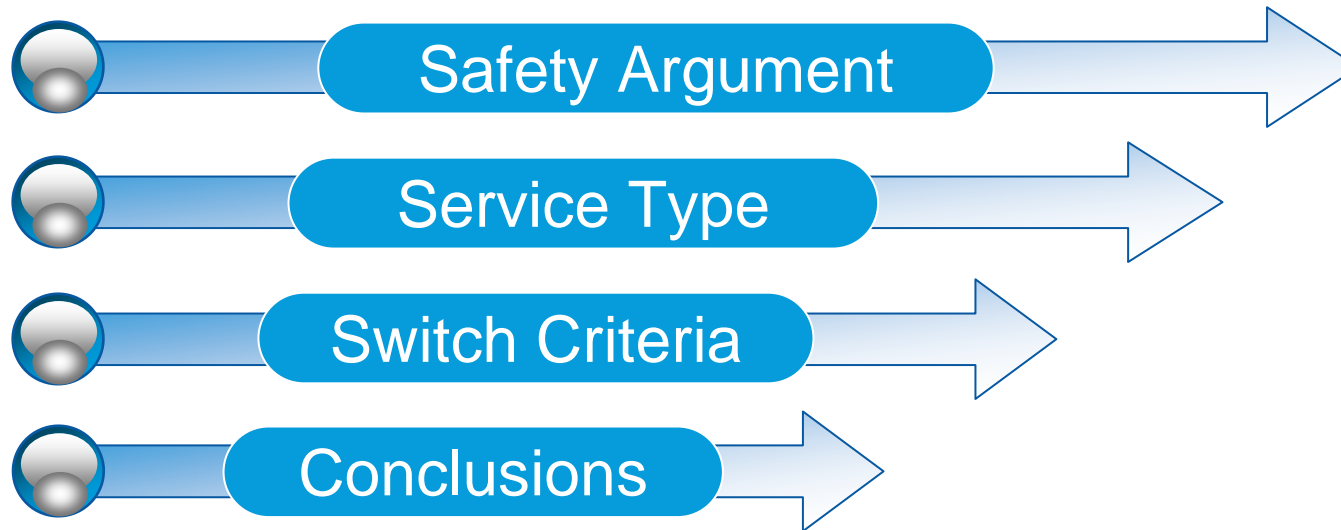 Safety Argument
Service Type
Switch Criteria
Conclusions